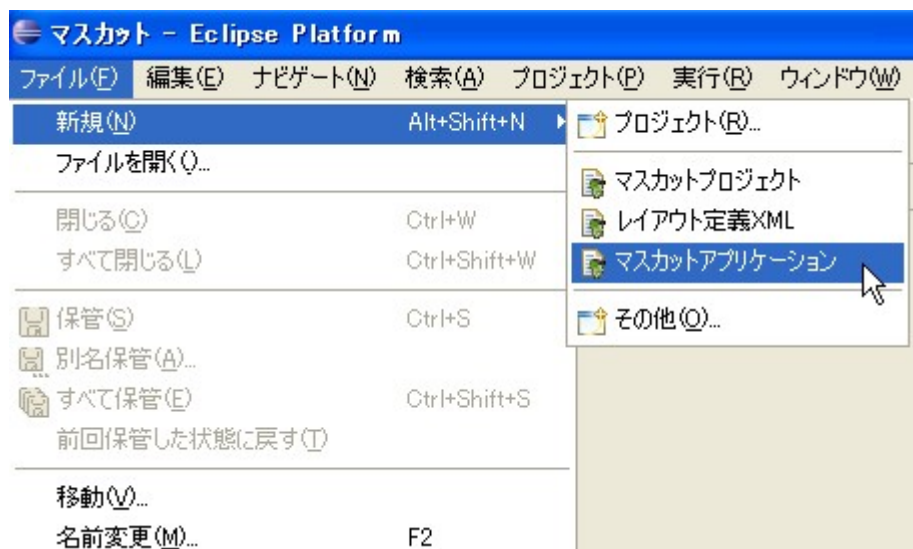 マスカット - Eclipse Platform
ファイル(F) 編集(E) ナビゲート(N) 検索(A) プロジェクト(P) 実行(R) ウィンドウ(W)
新規(N) Alt+Shift+N
ファイルを開く()...
閉じる(C) Ctrl+W
すべて閉じる(L) Ctrl+Shift+W
保管(S) Ctrl+S
別名保管(A)...
すべて保管(E) Ctrl+Shift+S
前回保管した状態に戻す(T)
移動(V)...
名前変更(M)... F2
プロジェクト(R)...
マスカットプロジェクト
レイアウト定義XML
マスカットアプリケーション
その他(O)...